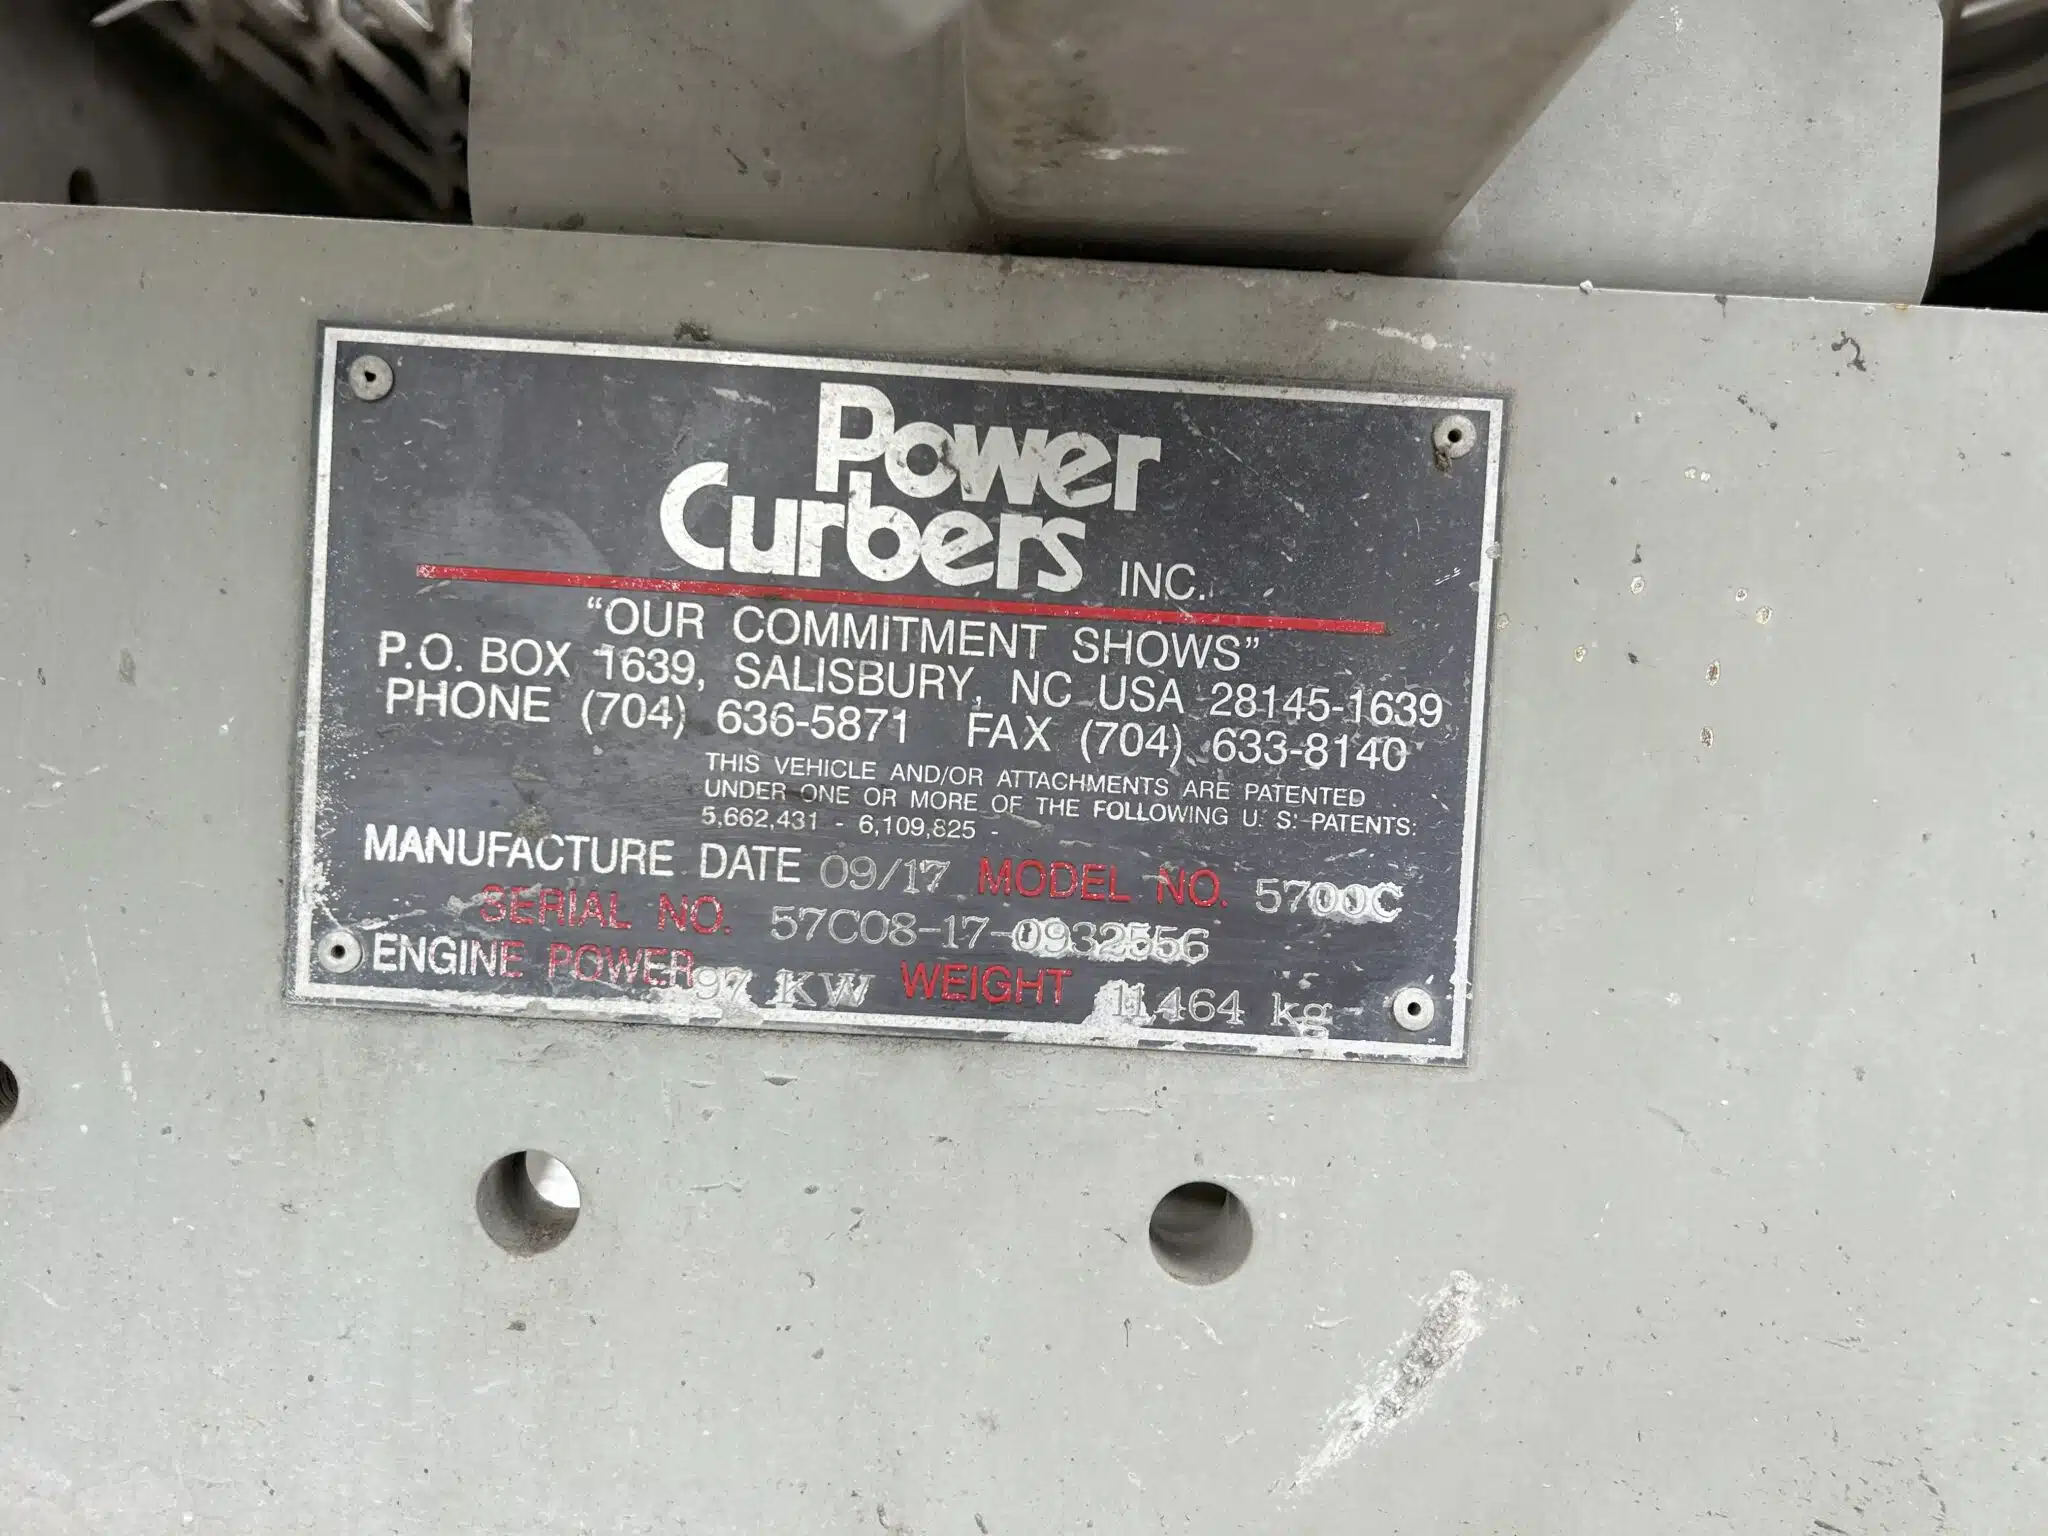 Power
Curbers INC.
“OUR COMMITMENT SHOWS”
P.O. BOX 1639, SALISBURY, NC USA 28145-1639
PHONE (704) 636-5871 FAX (704) 633-8140
THIS VEHICLE AND/OR ATTACHMENTS ARE PATENTED
UNDER ONE OR MORE OF THE FOLLOWING U. S. PATENTS:
5,662,431 - 6,109,825 -
MANUFACTURE DATE 09/17 MODEL NO. 5700C
SERIAL NO. 57C08-17-0932556
ENGINE POWER 97 KW WEIGHT 11,464 kg